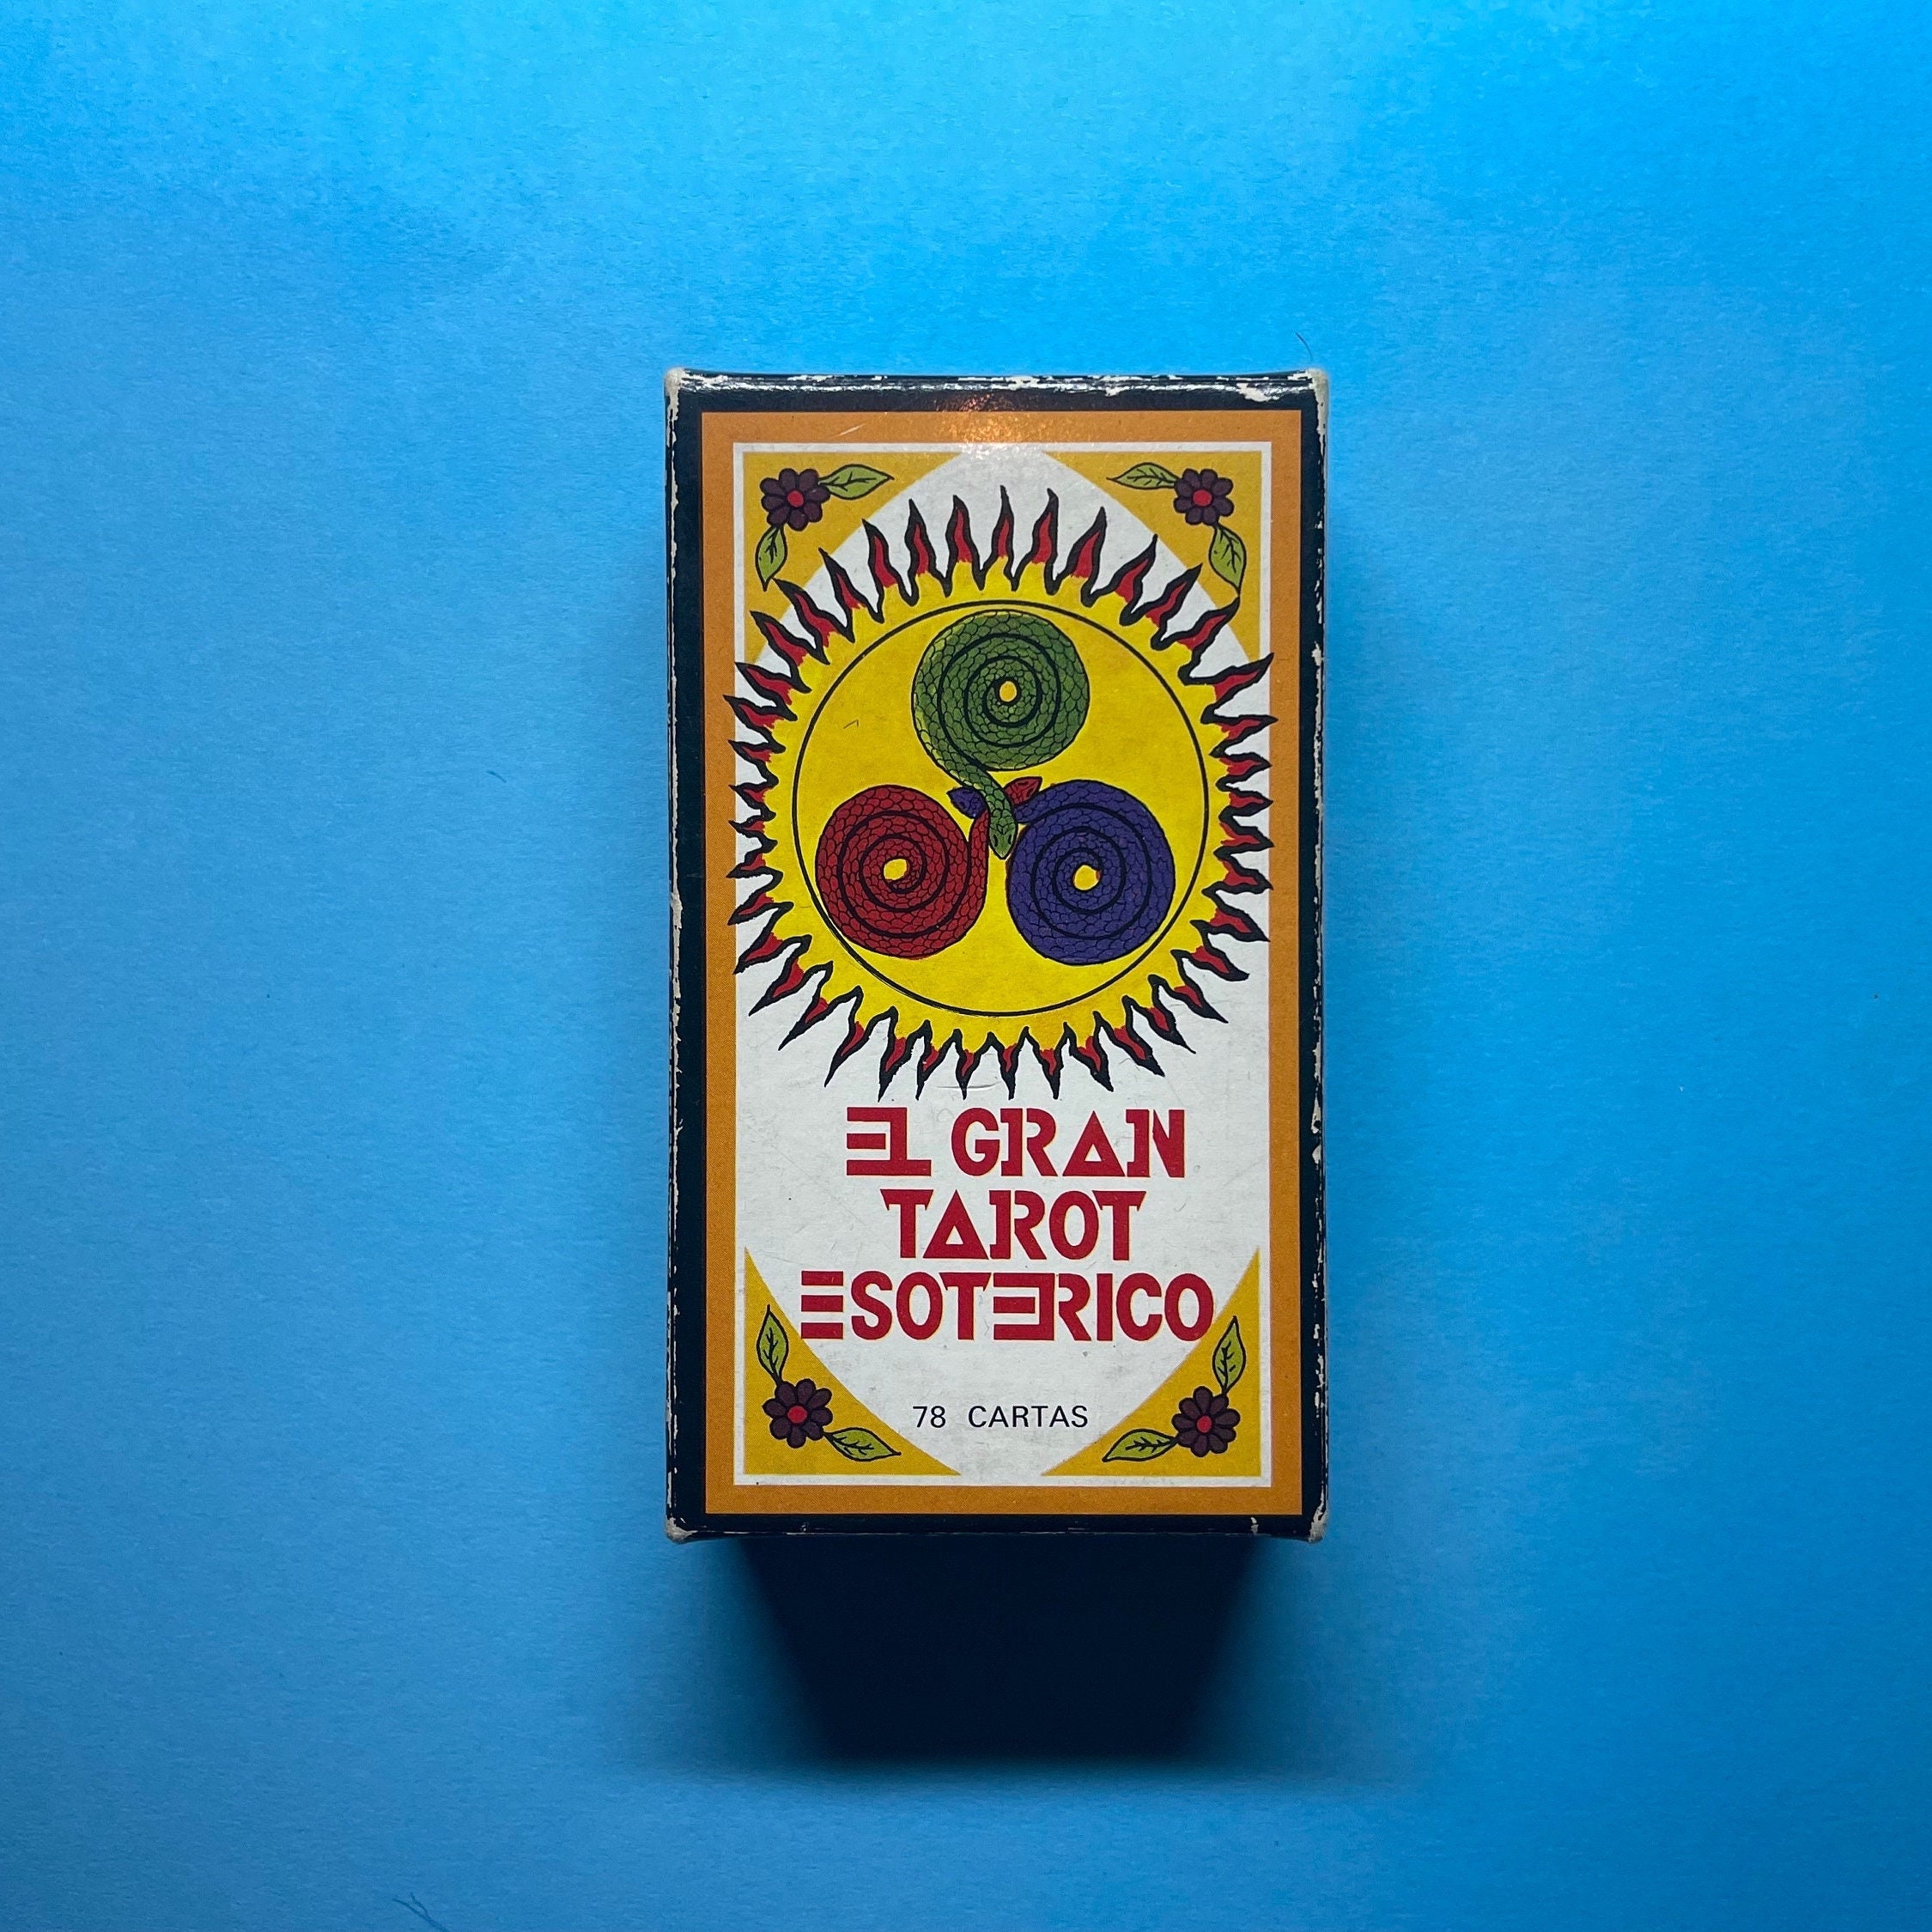 EL GRAN
TAROT
ESOTERICO
78 CARTAS